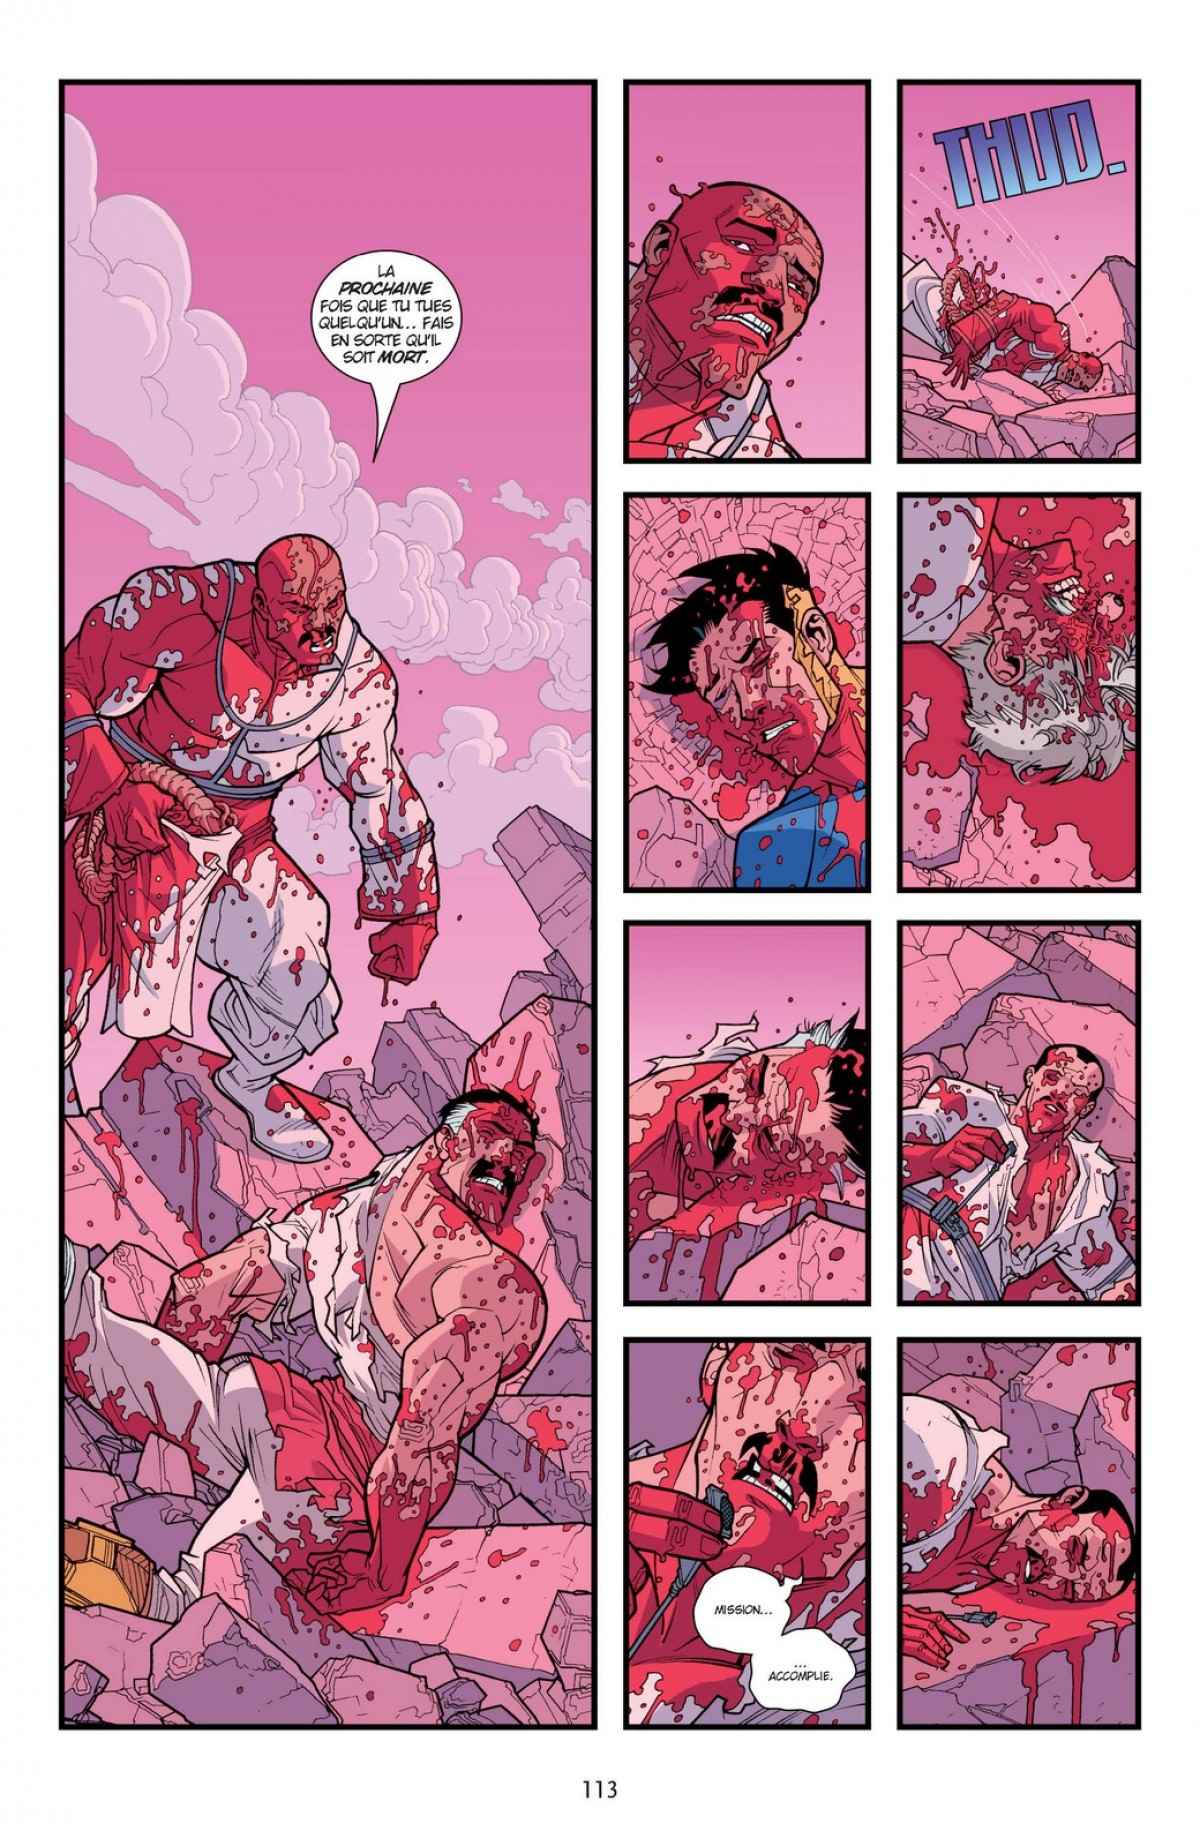 LA
PROCHAINE
FOIS QUE TU TUES
QUELQU'UN... FAIS
EN SORTE QU'IL
SOIT MORT.
THUD.
MISSION...
...
ACCOMPLIE.
113